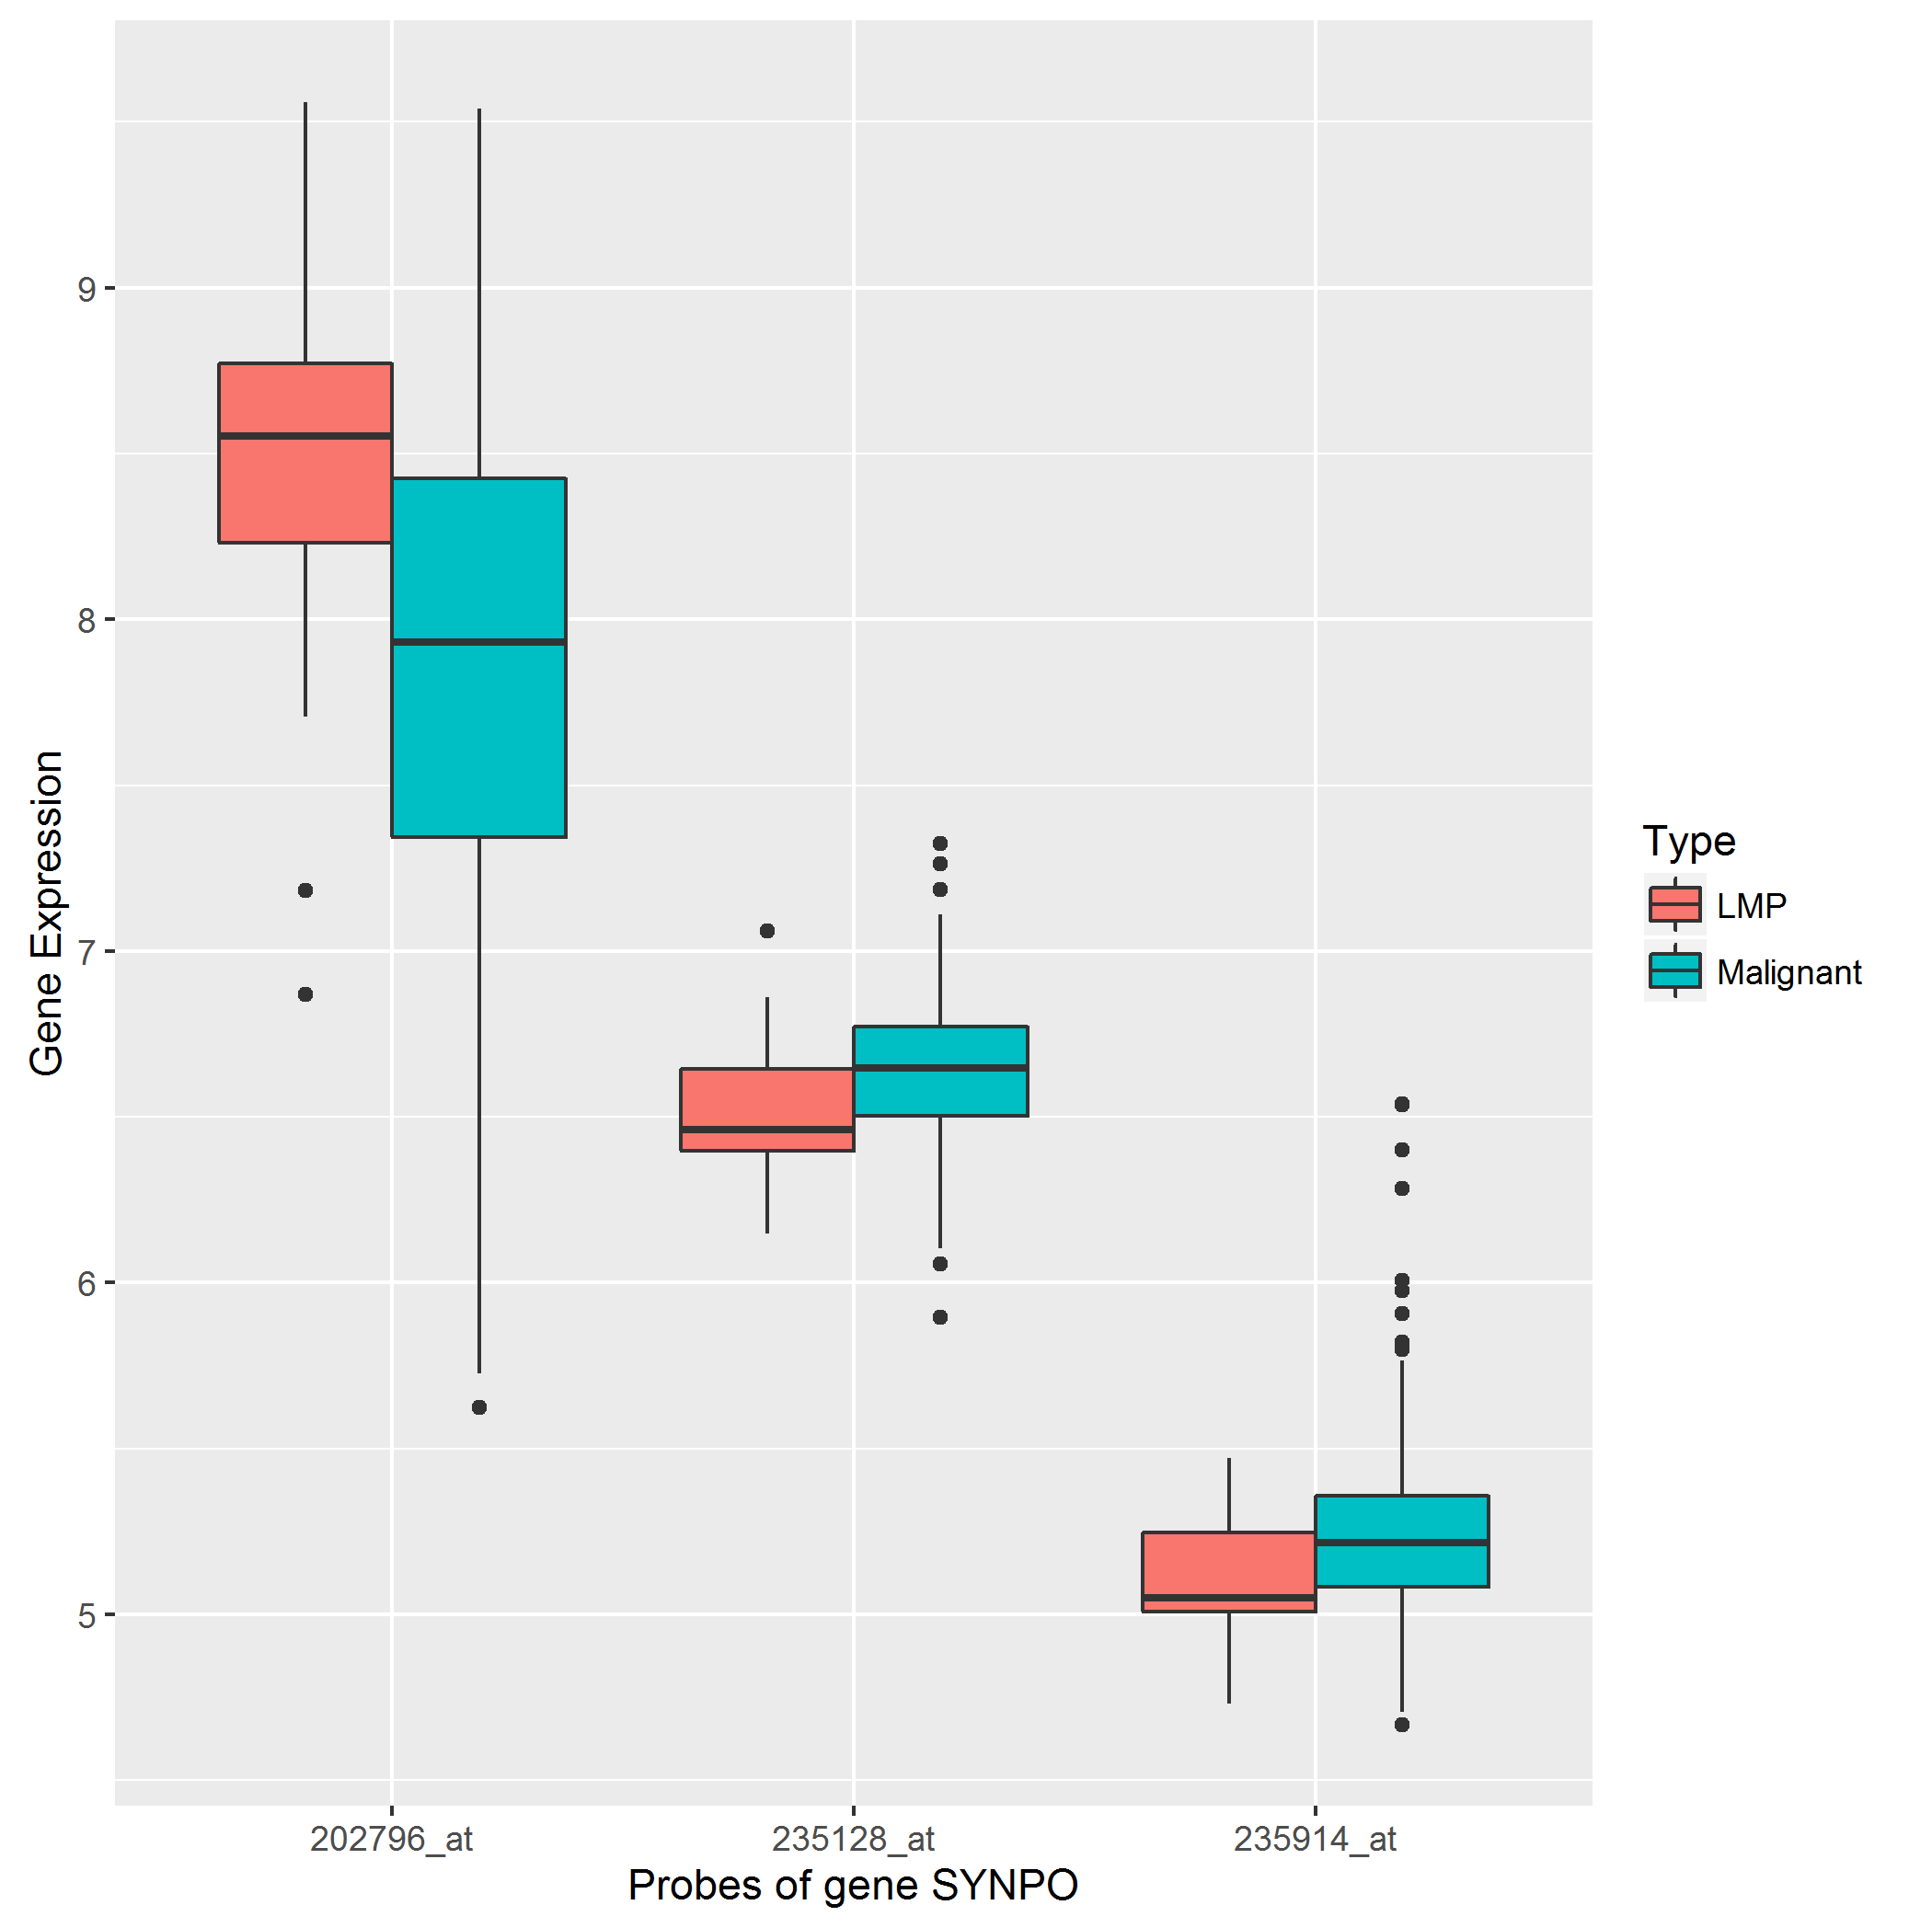 Gene Expression
9
8
7
6
5
202796_at
235128_at
235914_at
Probes of gene SYNPO
Type
LMP
Malignant